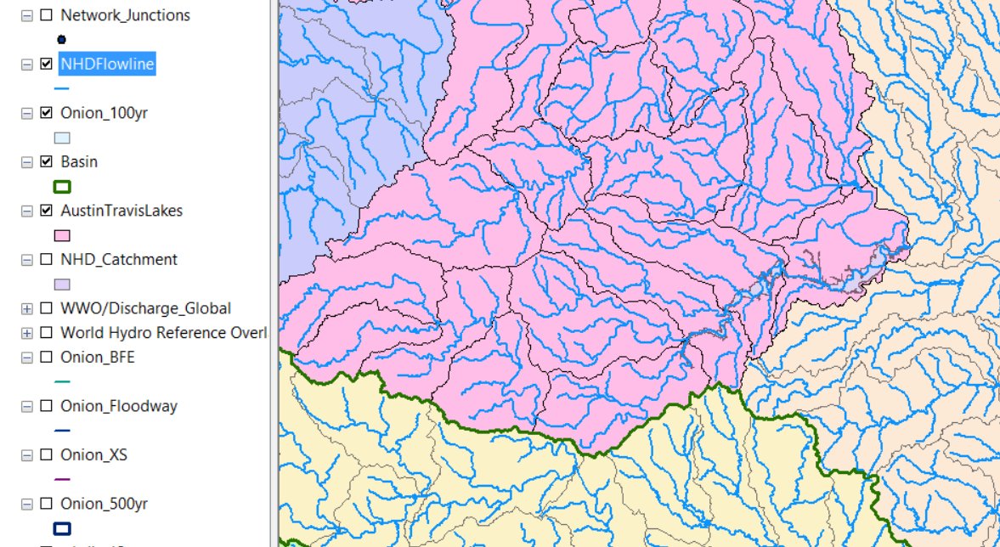 Network_Junctions
NHDFlowline
Onion_100yr
Basin
AustinTravisLakes
NHD_Catchment
WWO/Discharge_Global
World Hydro Reference Overl
Onion_BFE
Onion_Floodway
Onion_XS
Onion_500yr